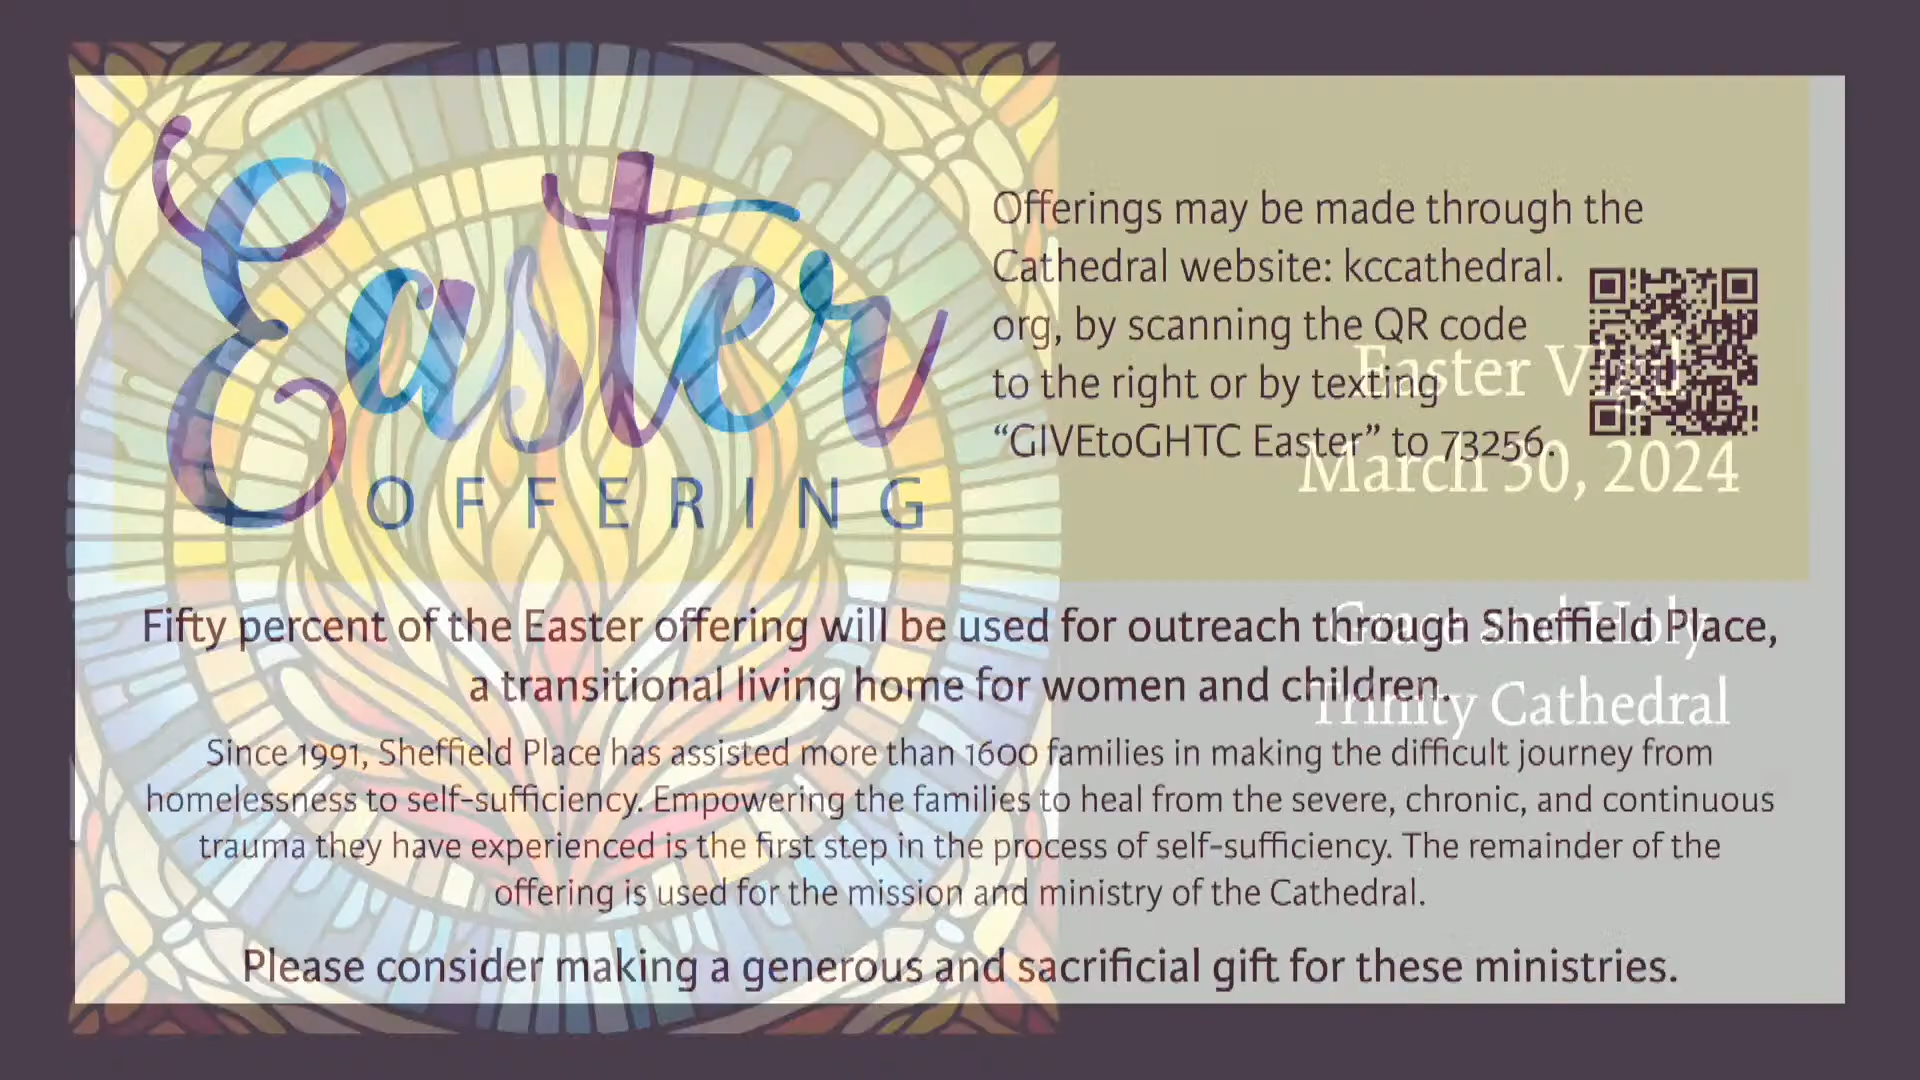 Easter
OFFERING
Offerings may be made through the
Cathedral website: kccathedral.
org, by scanning the QR code
to the right or by texting
“GIVEtoGHTC Easter” to 73256.
Easter Vigil
March 30, 2024
Grace and Holy
Trinity Cathedral
Fifty percent of the Easter offering will be used for outreach through Sheffield Place,
a transitional living home for women and children.
Since 1991, Sheffield Place has assisted more than 1600 families in making the difficult journey from
homelessness to self-sufficiency. Empowering the families to heal from the severe, chronic, and continuous
trauma they have experienced is the first step in the process of self-sufficiency. The remainder of the
offering is used for the mission and ministry of the Cathedral.
Please consider making a generous and sacrificial gift for these ministries.